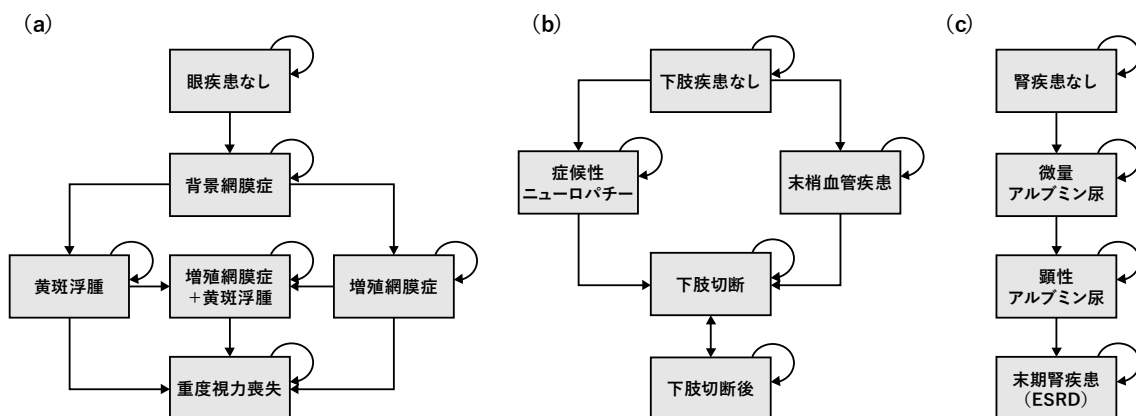 (a)
眼疾患なし
背景網膜症
黄斑浮腫
増殖網膜症
＋黄斑浮腫
増殖網膜症
重度視力喪失
(b)
下肢疾患なし
症候性
ニューロパチー
末梢血管疾患
下肢切断
下肢切断後
(c)
腎疾患なし
微量
アルブミン尿
顕性
アルブミン尿
末期腎疾患
(ESRD)